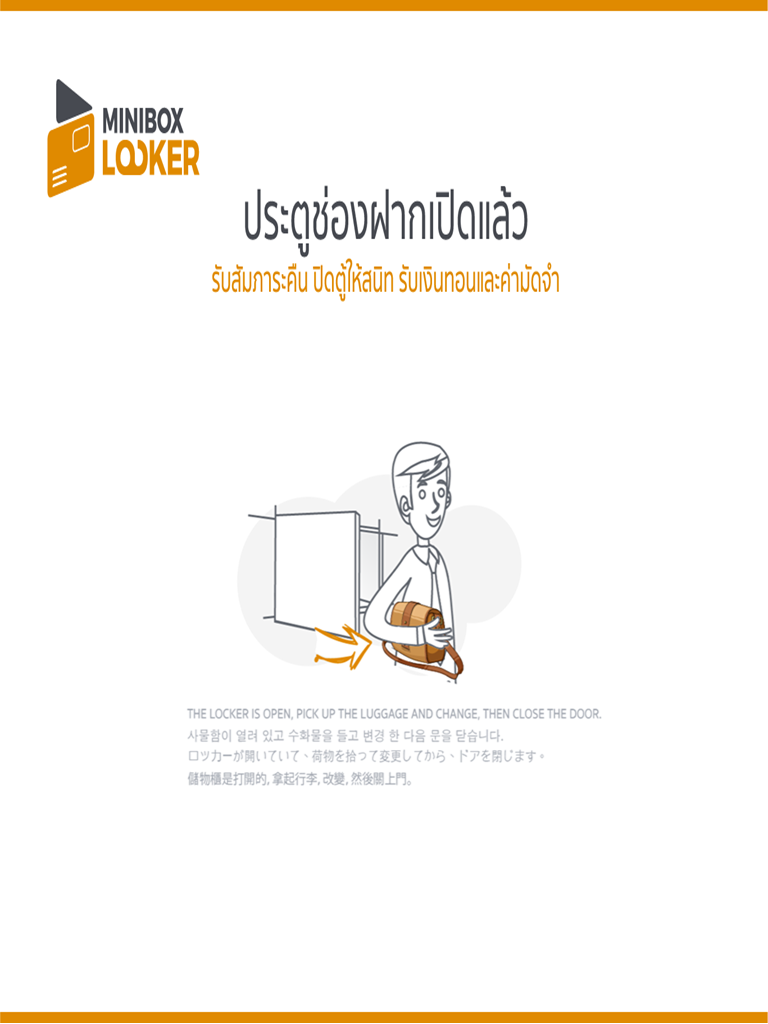 MINIBOX
LOOKER
ประตูช่องฝากเปิดแล้ว
รับสัมภาระคืน ปิดตู้ให้สนิท รับเงินทอนและค่ามัดจำ
THE LOCKER IS OPEN, PICK UP THE LUGGAGE AND CHANGE, THEN CLOSE THE DOOR.
사물함이 열려 있고 수화물을 들고 변경 한 다음 문을 닫습니다.
ロッカーが開いていて、荷物を拾って変更してから、ドアを閉じます。
儲物櫃是打開的, 拿起行李, 改變, 然後關上門。